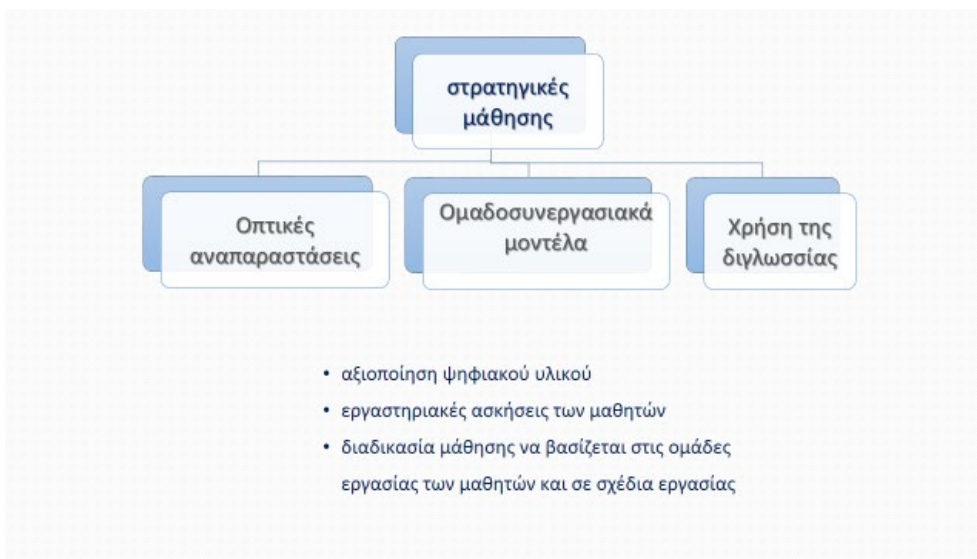 στρατηγικές
μάθησης
Οπτικές
αναπαραστάσεις
Ομαδοσυνεργασιακά
μοντέλα
Χρήση της
διγλωσσίας
• αξιοποίηση ψηφιακού υλικού
• εργαστηριακές ασκήσεις των μαθητών
• διαδικασία μάθησης να βασίζεται στις ομάδες
εργασίας των μαθητών και σε σχέδια εργασίας